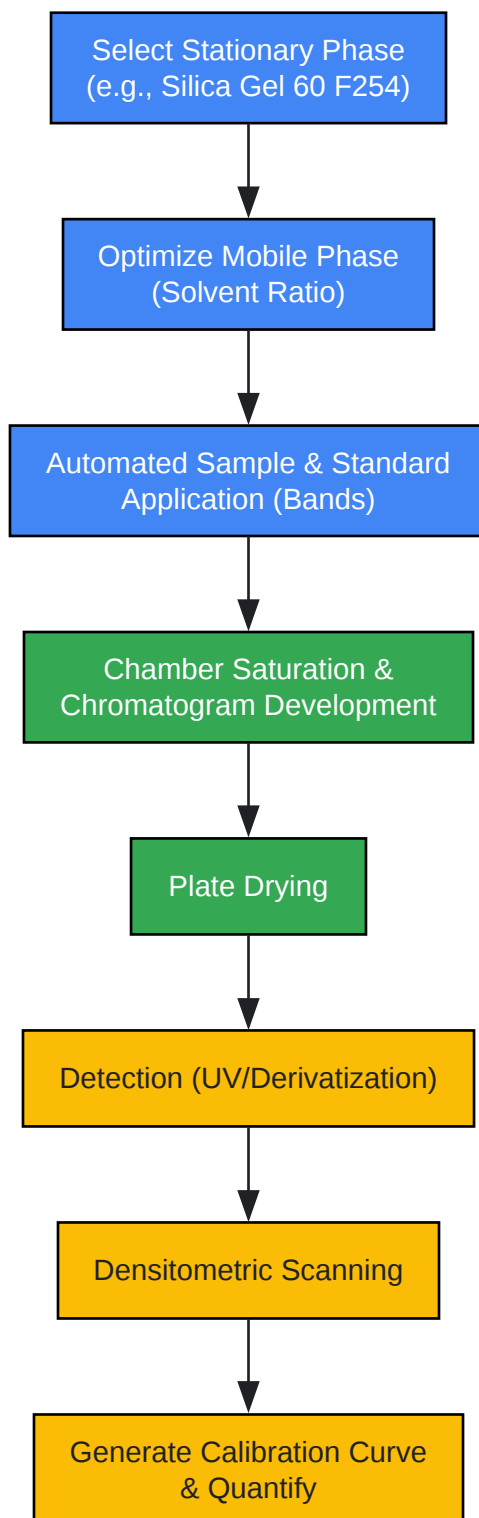 Select Stationary Phase
(e.g., Silica Gel 60 F254)
Optimize Mobile Phase
(Solvent Ratio)
Automated Sample & Standard
Application (Bands)
Chamber Saturation &
Chromatogram Development
Plate Drying
Detection (UV/Derivatization)
Densitometric Scanning
Generate Calibration Curve
& Quantify